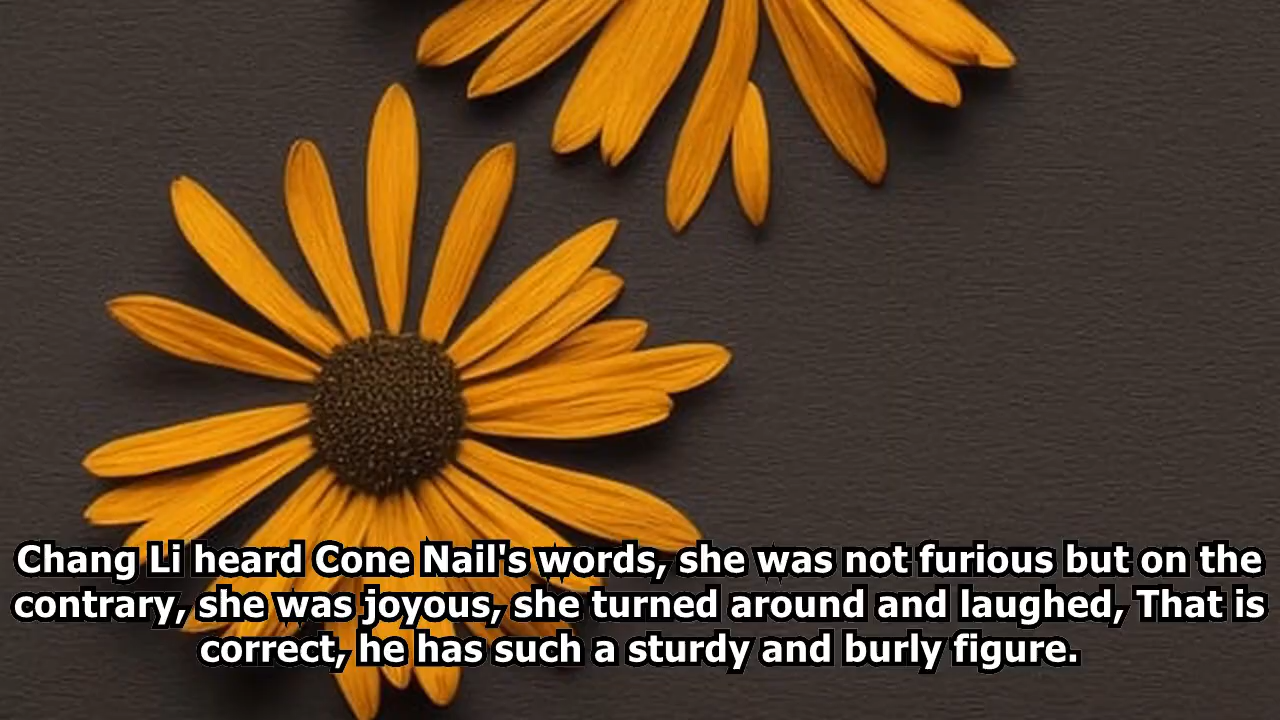 Chang Li heard Cone Nail's words, she was not furious but on the
contrary, she was joyous, she turned around and laughed, That is
correct, he has such a sturdy and burly figure.